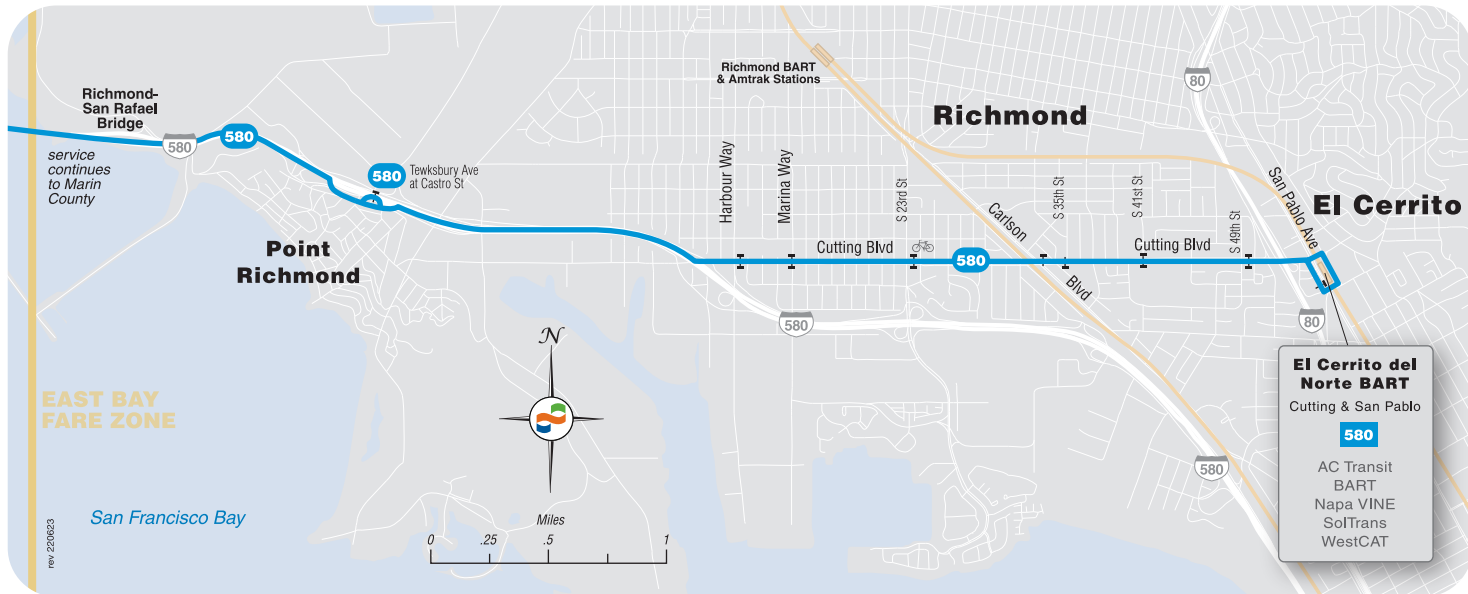 Richmond-
San Rafael
Bridge
580
580
service
continues
to Marin
County
580
Tewksbury Ave
at Castro St
Point
Richmond
Richmond BART
& Amtrak Stations
Richmond
80
El Cerrito
Harbour Way
Marina Way
S 23rd St
S 35th St
S 41st St
S 49th St
San Pablo Ave
Cutting Blvd
580
Carlson
Blvd
Cutting Blvd
580
80
580
El Cerrito del
Norte BART
Cutting & San Pablo
580
AC Transit
BART
Napa VINE
SolTrans
WestCAT
EAST BAY
FARE ZONE
San Francisco Bay
rev 220623
N
Miles
0 .25 .5 1